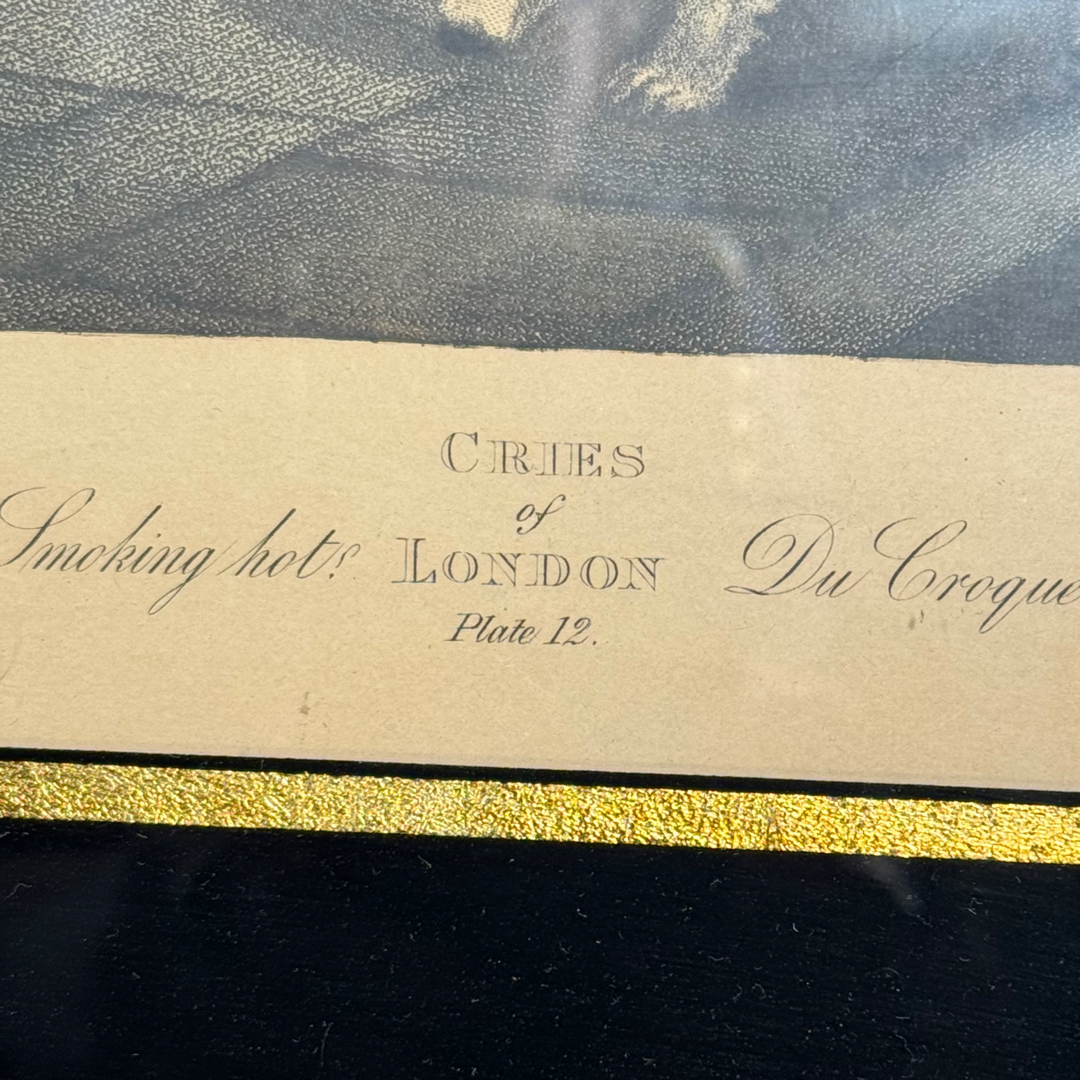 CRIES
of
Smoking hot! LONDON Du Croque
Plate 12.